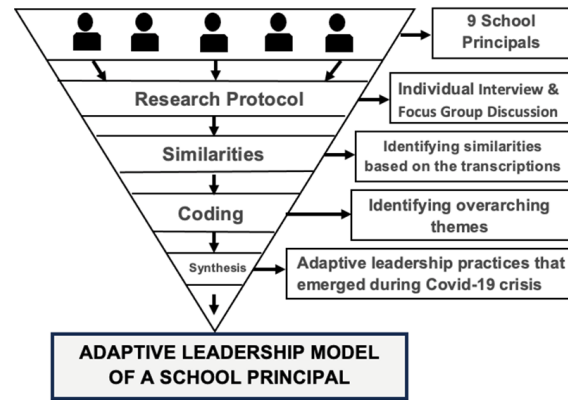 9 School
Principals
Research Protocol
Individual Interview &
Focus Group Discussion
Similarities
Identifying similarities
based on the transcriptions
Coding
Identifying overarching
themes
Synthesis
Adaptive leadership practices that
emerged during Covid-19 crisis
ADAPTIVE LEADERSHIP MODEL
OF A SCHOOL PRINCIPAL